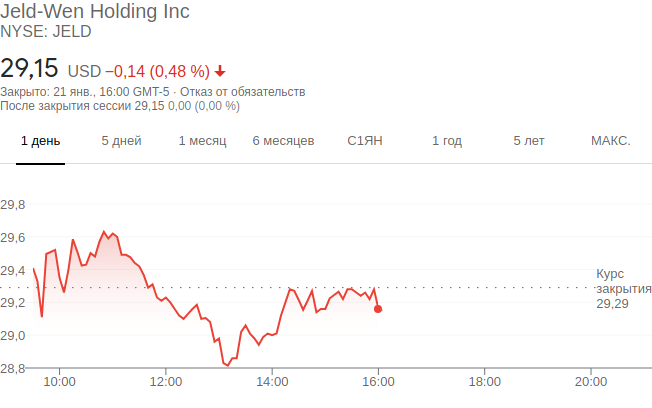 Jeld-Wen Holding Inc
NYSE: JELD
29,15 USD −0,14 (0,48 %)
Закрыто: 21 янв., 16:00 GMT-5 · Отказ от обязательств
После закрытия сессии 29,15 0,00 (0,00 %)
1 день 5 дней 1 месяц 6 месяцев С1ЯН 1 год 5 лет МАКС.
29,8
29,6
29,4
Курс
закрытия
29,29
29,2
29,0
28,8
10:00 12:00 14:00 16:00 18:00 20:00